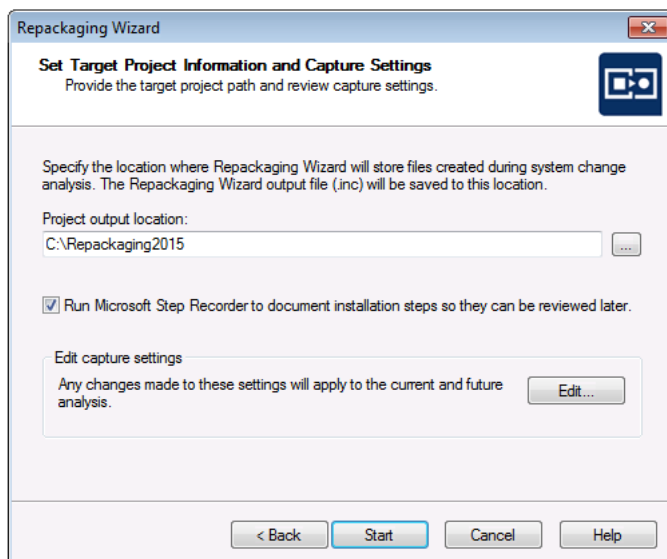 Repackaging Wizard
Set Target Project Information and Capture Settings
Provide the target project path and review capture settings.
Specify the location where Repackaging Wizard will store files created during system change
analysis. The Repackaging Wizard output file (.inc) will be saved to this location.
Project output location:
C:\Repackaging2015
...
Run Microsoft Step Recorder to document installation steps so they can be reviewed later.
Edit capture settings
Any changes made to these settings will apply to the current and future
analysis.
Edit...
< Back
Start
Cancel
Help